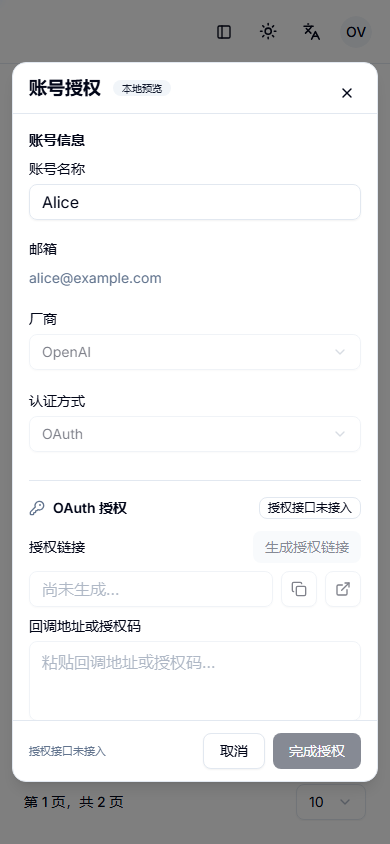 OV
账号授权 本地预览
账号信息
账号名称
Alice
邮箱
alice@example.com
厂商
OpenAI
认证方式
OAuth
OAuth 授权 授权接口未接入
授权链接 生成授权链接
尚未生成...
回调地址或授权码
粘贴回调地址或授权码...
授权接口未接入 取消 完成授权
第 1 页，共 2 页 10